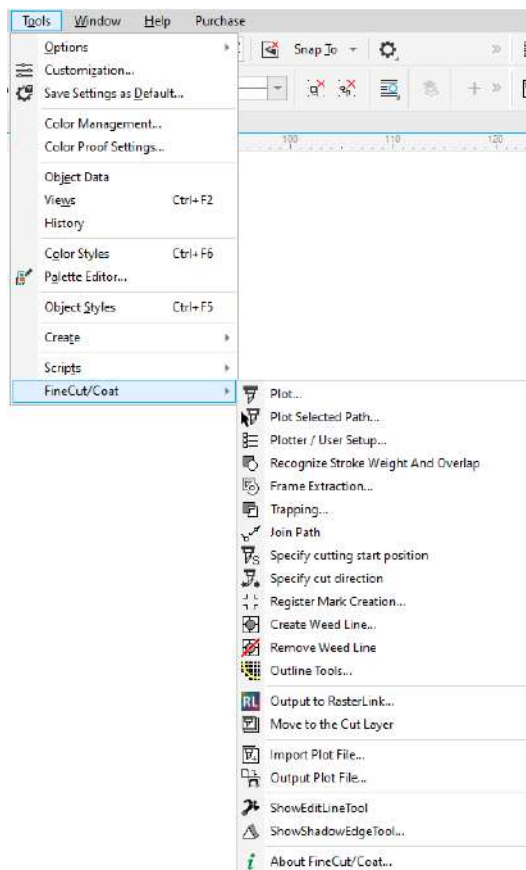 Tools Window Help Purchase
Options
Snap To
Customization...
Save Settings as Default...
Color Management...
Color Proof Settings...
100 110 120
Object Data
Views Ctrl+F2
History
Color Styles Ctrl+F6
Palette Editor...
Object Styles Ctrl+F5
Create
Scripts
FineCut/Coat
Plot...
Plot Selected Path...
Plotter / User Setup...
Recognize Stroke Weight And Overlap
Frame Extraction...
Trapping...
Join Path
Specify cutting start position
Specify cut direction
Register Mark Creation...
Create Weed Line...
Remove Weed Line
Outline Tools...
RL Output to RasterLink...
Move to the Cut Layer
Import Plot File...
Output Plot File...
ShowEditLineTool
ShowShadowEdgeTool...
About FineCut/Coat...